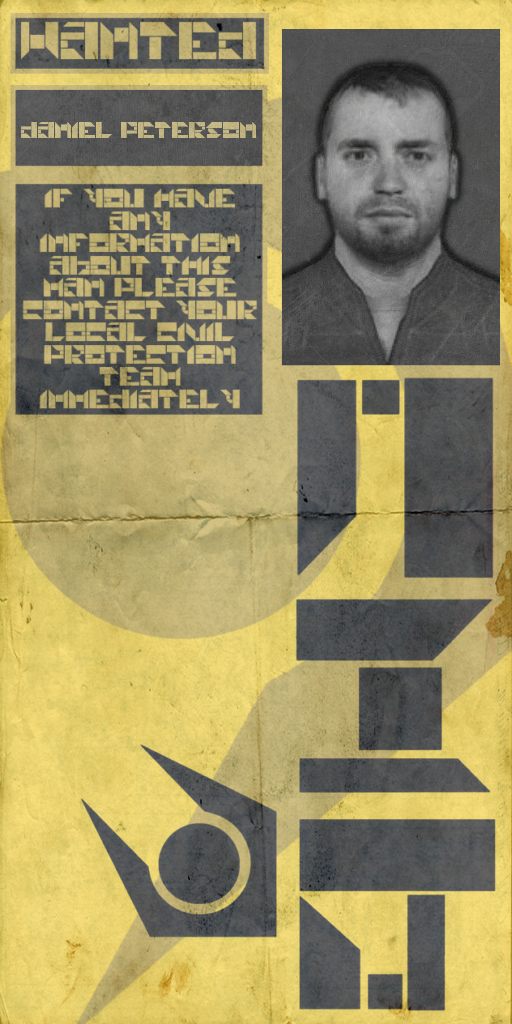 WANTED
DANIEL PETERSON
IF YOU HAVE
ANY
INFORMATION
ABOUT THIS
MAN PLEASE
CONTACT YOUR
LOCAL CIVIL
PROTECTION
TEAM
IMMEDIATELY